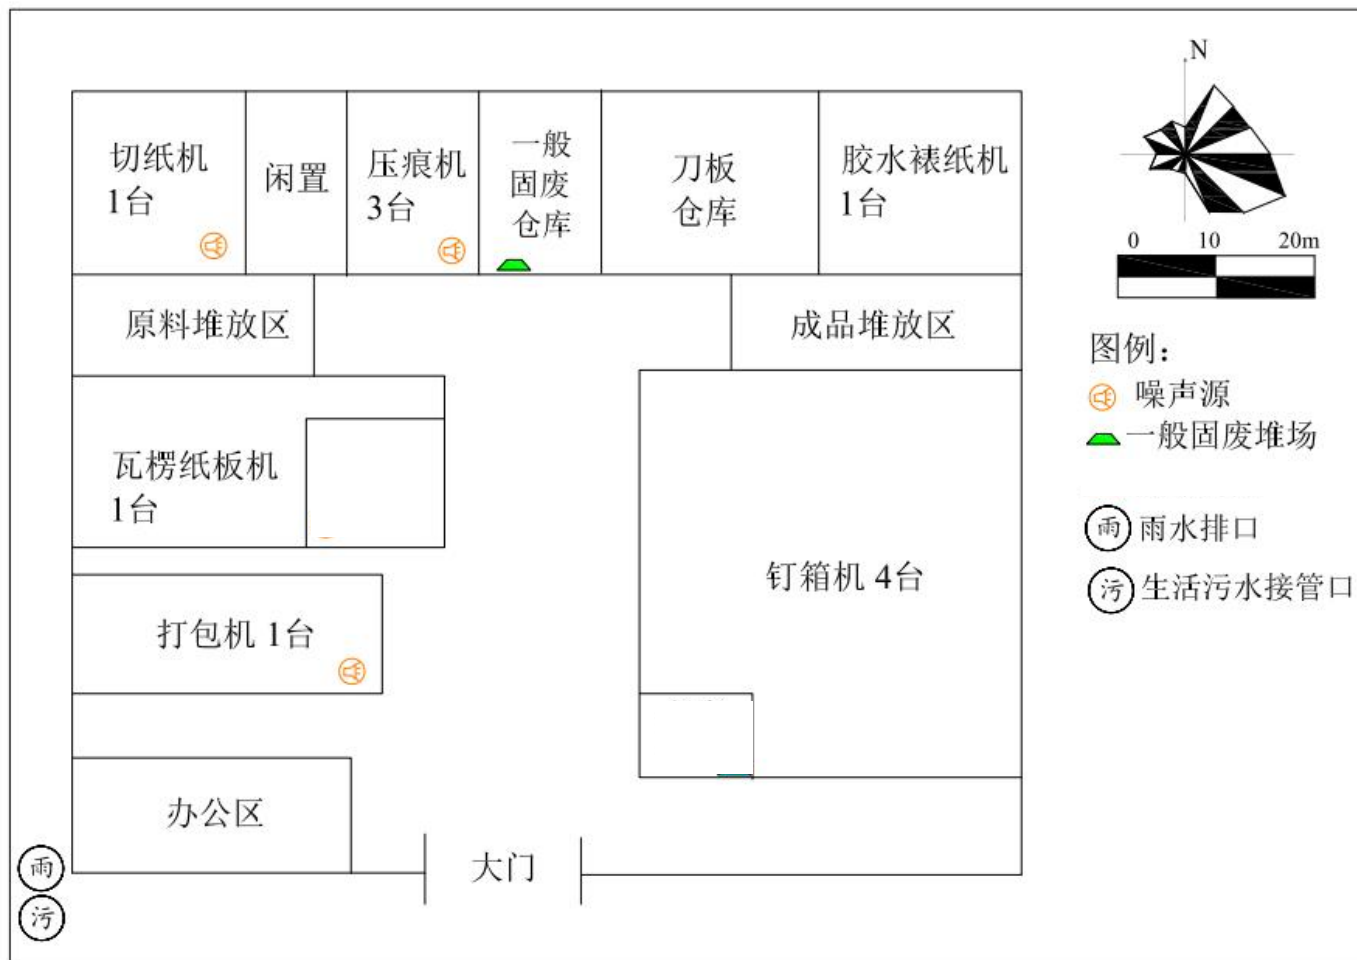 N
0 10 20m
切纸机
1台
闲置
压痕机
3台
一般
固废
仓库
刀板
仓库
胶水裱纸机
1台
原料堆放区
成品堆放区
图例：
噪声源
一般固废堆场
雨 雨水排口
污 生活污水接管口
瓦楞纸板机
1台
钉箱机 4台
打包机 1台
办公区
大门
雨
污